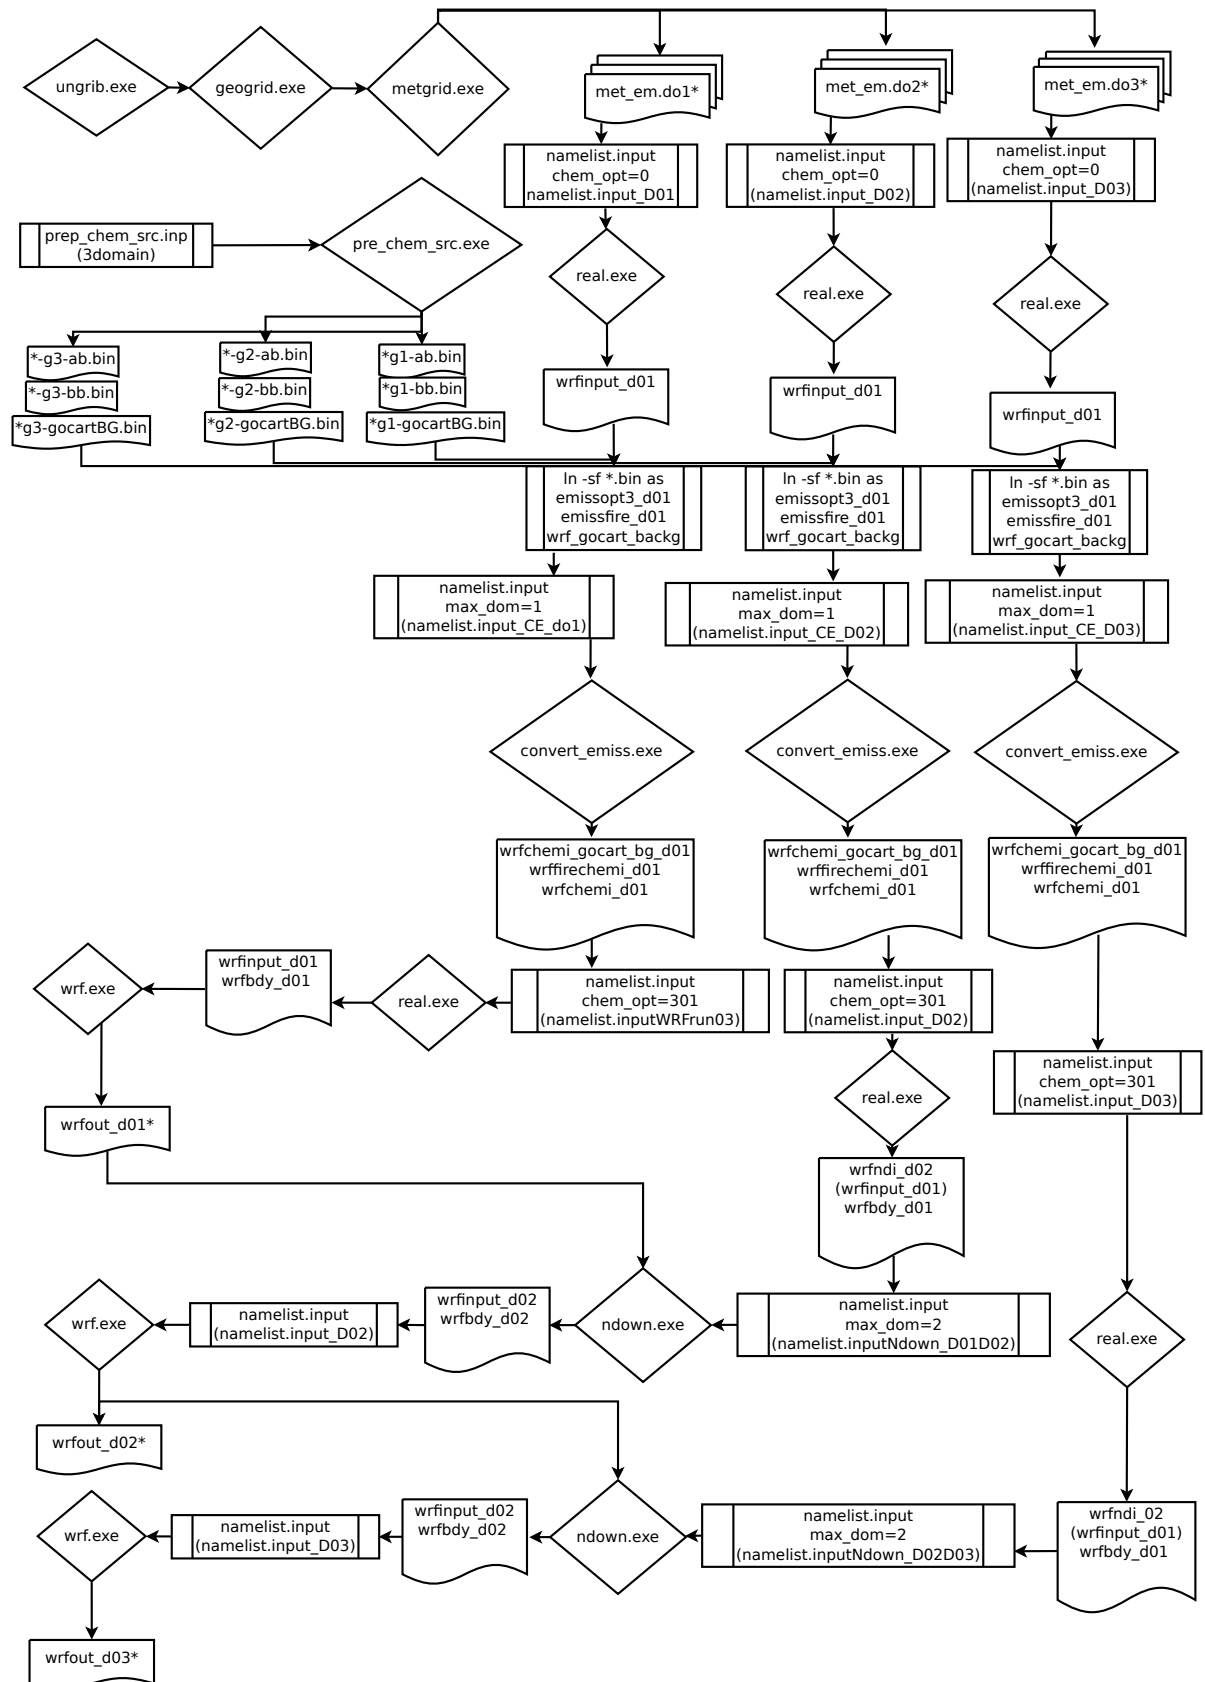 ungrib.exe
geogrid.exe
metgrid.exe
met_em.do1*
met_em.do2*
met_em.do3*
namelist.input
chem_opt=0
namelist.input_D01
namelist.input
chem_opt=0
(namelist.input_D02)
namelist.input
chem_opt=0
(namelist.input_D03)
prep_chem_src.inp
(3domain)
pre_chem_src.exe
real.exe
real.exe
real.exe
*-g3-ab.bin
*-g3-bb.bin
*g3-gocartBG.bin
*-g2-ab.bin
*-g2-bb.bin
*g2-gocartBG.bin
*g1-ab.bin
*g1-bb.bin
*g1-gocartBG.bin
wrfinput_d01
wrfinput_d01
wrfinput_d01
ln -sf *.bin as
emissopt3_d01
emissfire_d01
wrf_gocart_backg
ln -sf *.bin as
emissopt3_d01
emissfire_d01
wrf_gocart_backg
ln -sf *.bin as
emissopt3_d01
emissfire_d01
wrf_gocart_backg
namelist.input
max_dom=1
(namelist.input_CE_do1)
namelist.input
max_dom=1
(namelist.input_CE_D02)
namelist.input
max_dom=1
(namelist.input_CE_D03)
convert_emiss.exe
convert_emiss.exe
convert_emiss.exe
wrfchemi_gocart_bg_d01
wrffirechemi_d01
wrfchemi_d01
wrfchemi_gocart_bg_d01
wrffirechemi_d01
wrfchemi_d01
wrfchemi_gocart_bg_d01
wrffirechemi_d01
wrfchemi_d01
wrf.exe
wrfinput_d01
wrfbdy_d01
real.exe
namelist.input
chem_opt=301
(namelist.inputWRFrun03)
namelist.input
chem_opt=301
(namelist.input_D02)
namelist.input
chem_opt=301
(namelist.input_D03)
real.exe
wrfout_d01*
wrfndi_d02
(wrfinput_d01)
wrfbdy_d01
wrf.exe
namelist.input
(namelist.input_D02)
wrfinput_d02
wrfbdy_d02
ndown.exe
namelist.input
max_dom=2
(namelist.inputNdown_D01D02)
real.exe
wrfout_d02*
wrf.exe
namelist.input
(namelist.input_D03)
wrfinput_d02
wrfbdy_d02
ndown.exe
namelist.input
max_dom=2
(namelist.inputNdown_D02D03)
wrfndi_02
(wrfinput_d01)
wrfbdy_d01
wrfout_d03*